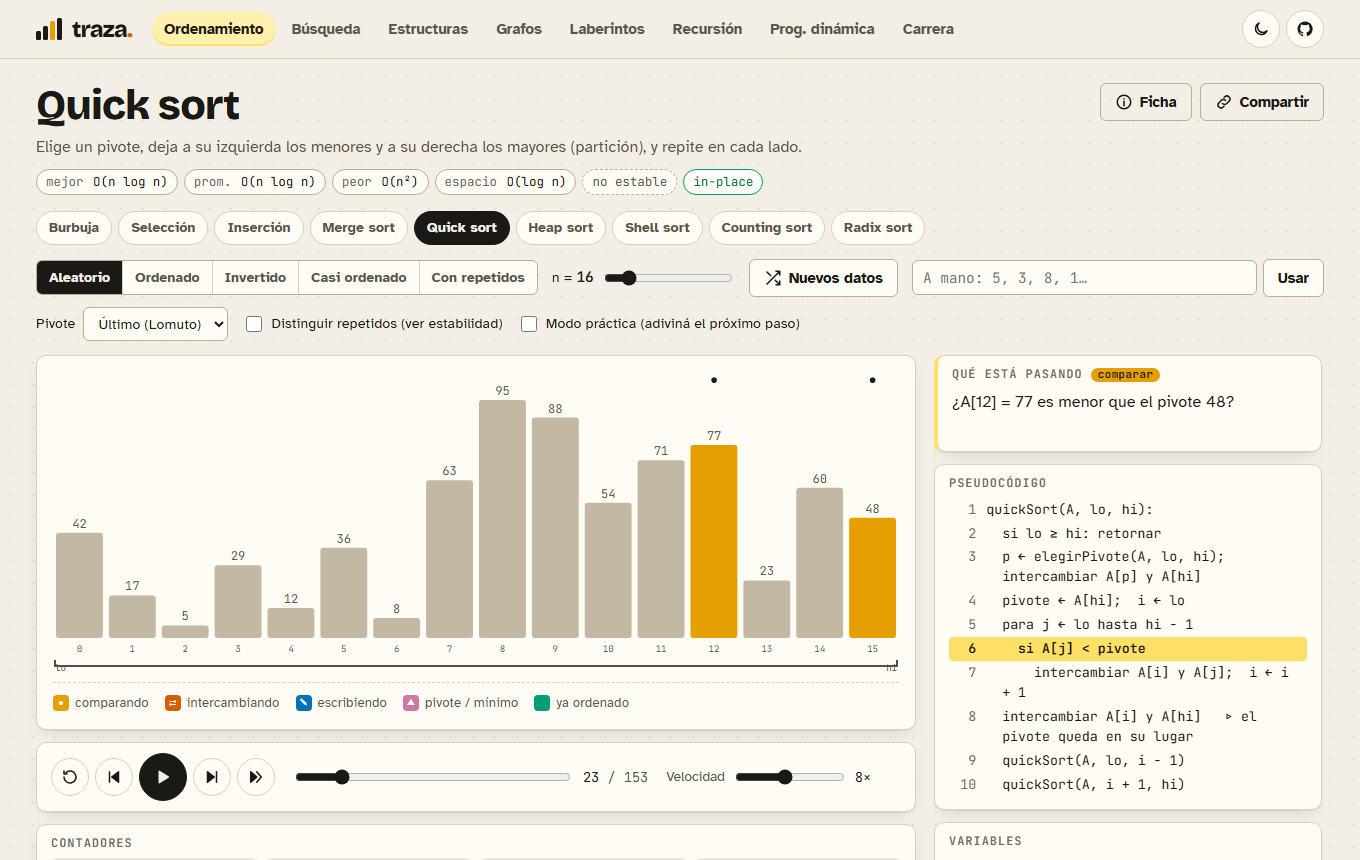 traza. Ordenamiento Búsqueda Estructuras Grafos Laberintos Recursión Prog. dinámica Carrera
Quick sort
Ficha Compartir
Elige un pivote, deja a su izquierda los menores y a su derecha los mayores (partición), y repite en cada lado.
mejor O(n log n) prom. O(n log n) peor O(n²) espacio O(log n) no estable in-place
Burbuja Selección Inserción Merge sort Quick sort Heap sort Shell sort Counting sort Radix sort
Aleatorio Ordenado Invertido Casi ordenado Con repetidos n = 16 Nuevos datos A mano: 5, 3, 8, 1… Usar
Pivote Último (Lomuto) Distinguir repetidos (ver estabilidad) Modo práctica (adiviná el próximo paso)
42 17 5 29 12 36 8 63 95 88 54 71 77 23 60 48
0 1 2 3 4 5 6 7 8 9 10 11 12 13 14 15
lo hi
comparando intercambiando escribiendo pivote / mínimo ya ordenado
23 / 153 Velocidad 8×
CONTADORES
QUÉ ESTÁ PASANDO comparar
¿A[12] = 77 es menor que el pivote 48?
PSEUDOCÓDIGO
1 quickSort(A, lo, hi):
2 si lo ≥ hi: retornar
3 p ← elegirPivote(A, lo, hi);
intercambiar A[p] y A[hi]
4 pivote ← A[hi]; i ← lo
5 para j ← lo hasta hi - 1
6 si A[j] < pivote
7 intercambiar A[i] y A[j]; i ← i
+ 1
8 intercambiar A[i] y A[hi] ▹ el
pivote queda en su lugar
9 quickSort(A, lo, i - 1)
10 quickSort(A, i + 1, hi)
VARIABLES